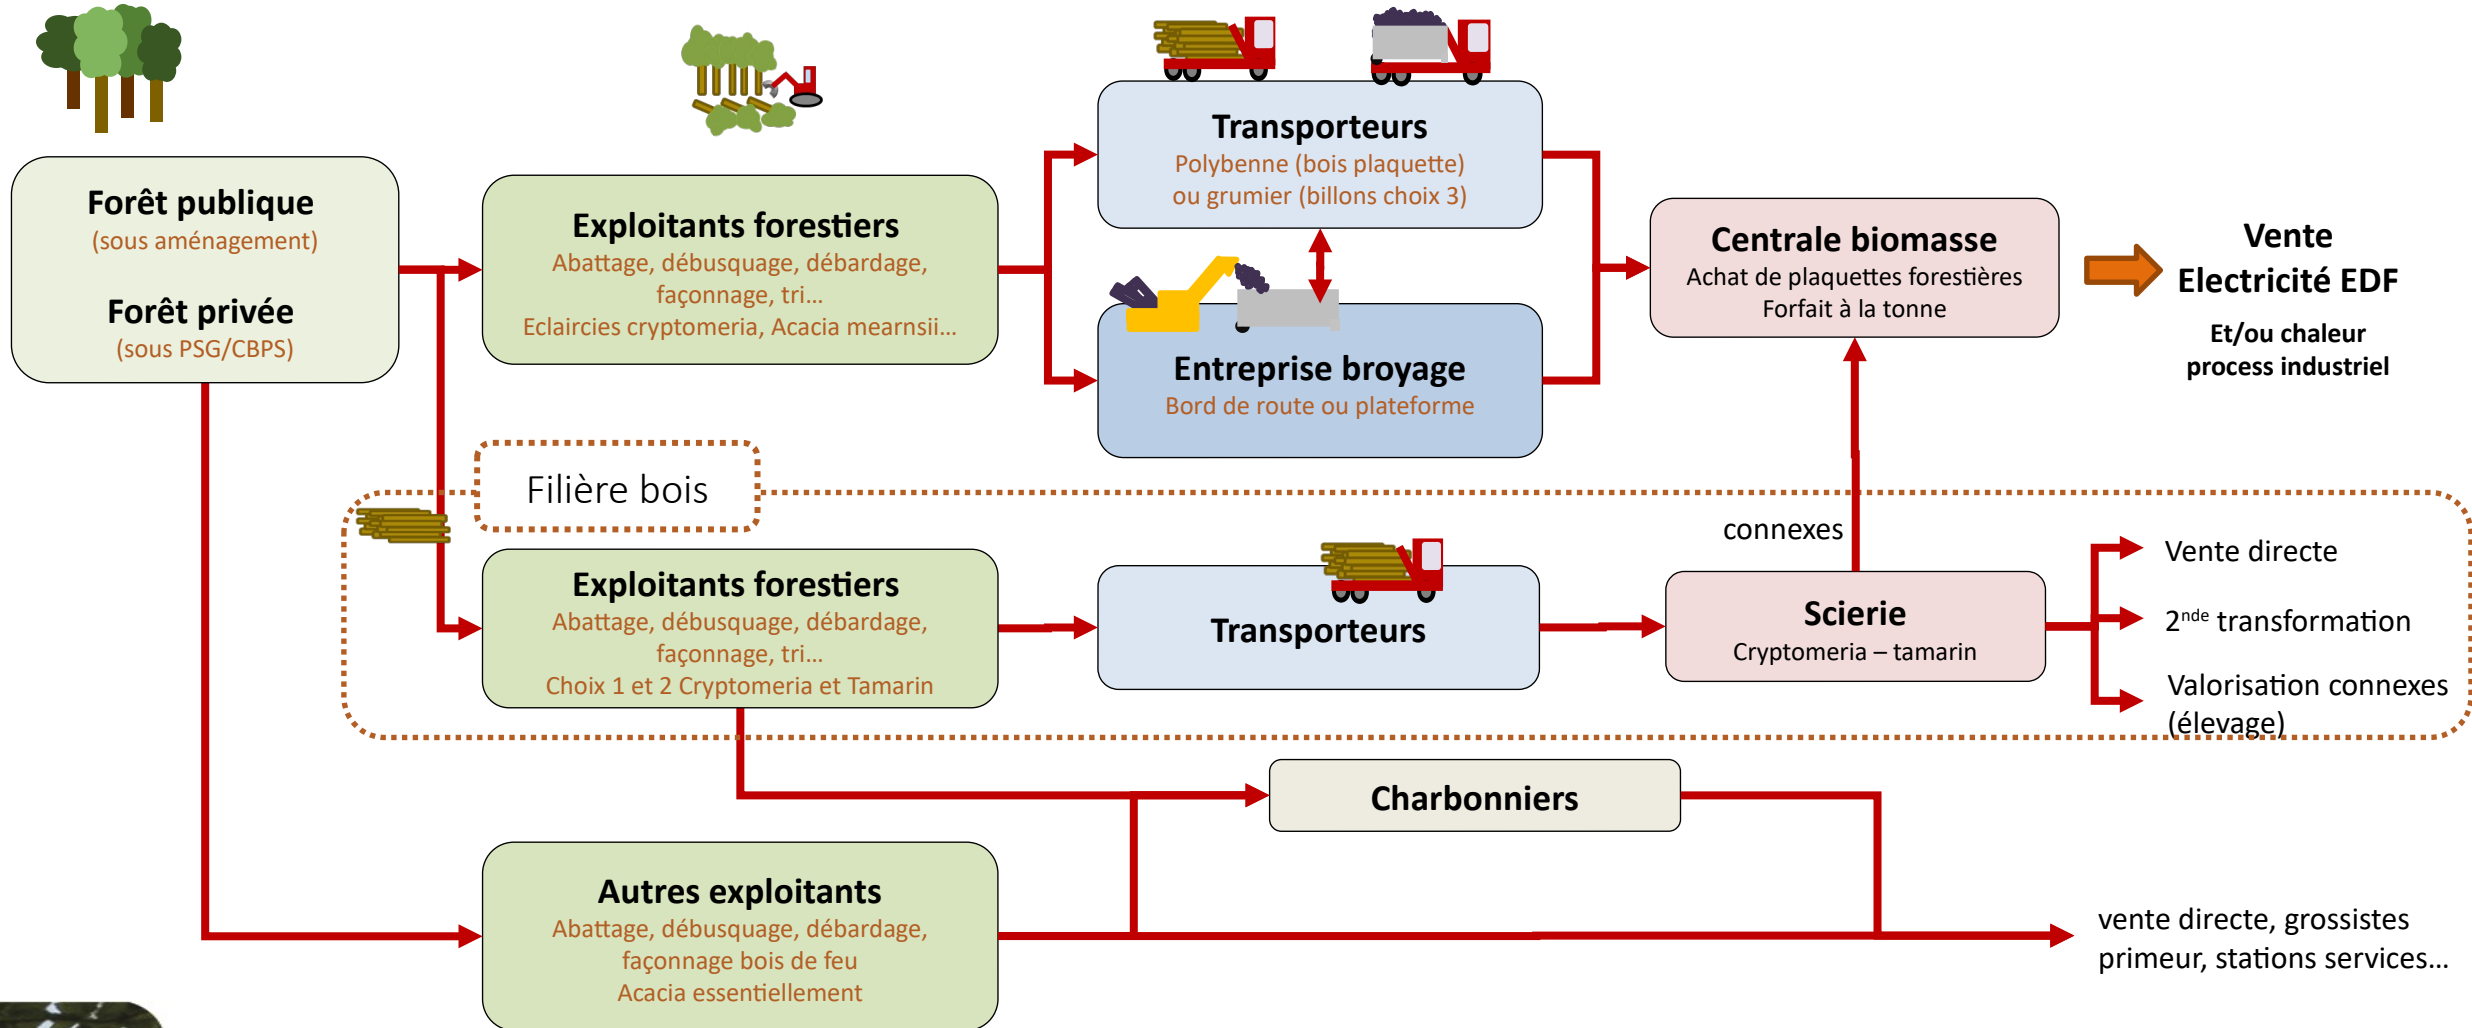 Forêt publique
(sous aménagement)
Forêt privée
(sous PSG/CBPS)
Exploitants forestiers
Abattage, débusquage, débardage,
façonnage, tri...
Eclaircies cryptomeria, Acacia mearnsii...
Transporteurs
Polybenne (bois plaquette)
ou grumier (billons choix 3)
Entreprise broyage
Bord de route ou plateforme
Centrale biomasse
Achat de plaquettes forestières
Forfait à la tonne
Vente
Electricité EDF
Et/ou chaleur
process industriel
Filière bois
Exploitants forestiers
Abattage, débusquage, débardage,
façonnage, tri...
Choix 1 et 2 Cryptomeria et Tamarin
Transporteurs
connexes
Scierie
Cryptomeria – tamarin
Vente directe
2nde transformation
Valorisation connexes
(élevage)
Charbonniers
Autres exploitants
Abattage, débusquage, débardage,
façonnage bois de feu
Acacia essentiellement
vente directe, grossistes
primeur, stations services...